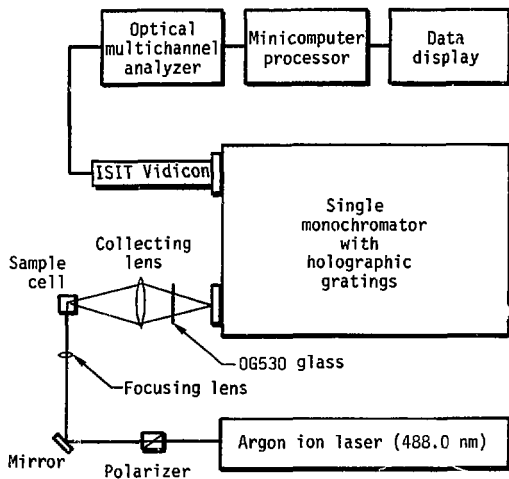 Optical
multichannel
analyzer
Minicomputer
processor
Data
display
ISIT Vidicon
Single
monochromator
with
holographic
gratings
Collecting
lens
Sample
cell
OG530 glass
Focusing lens
Mirror
Polarizer
Argon ion laser (488.0 nm)